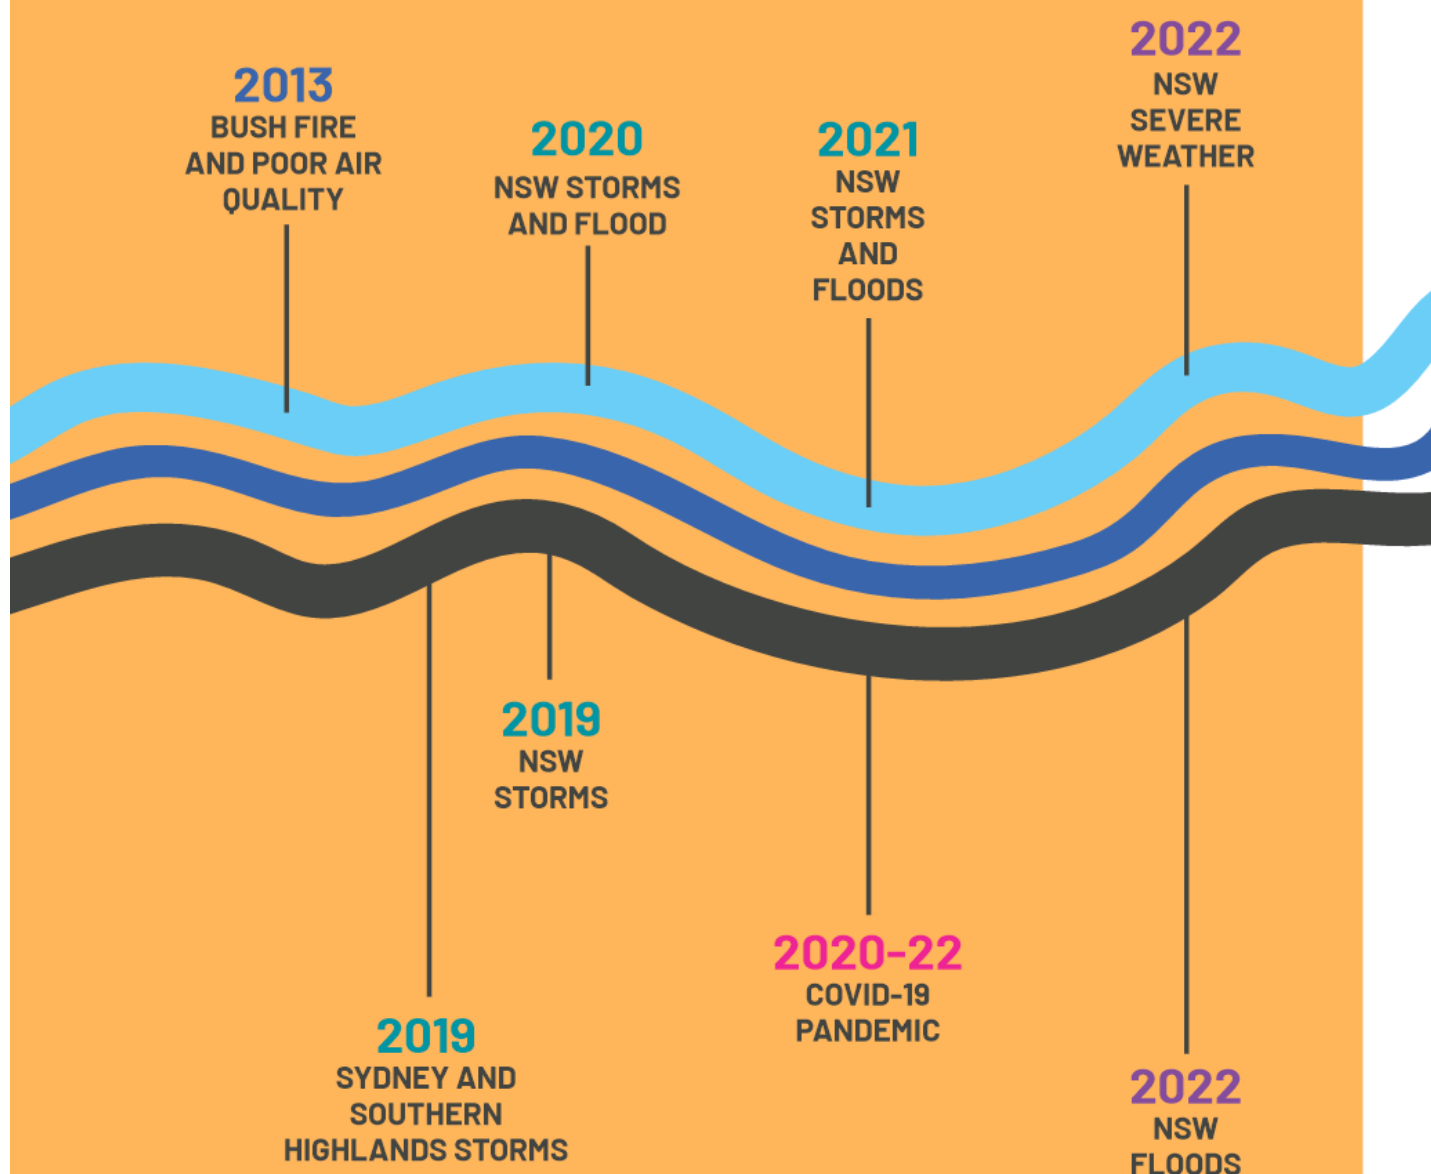 2013
BUSH FIRE
AND POOR AIR
QUALITY
2020
NSW STORMS
AND FLOOD
2021
NSW
STORMS
AND
FLOODS
2022
NSW
SEVERE
WEATHER
2019
SYDNEY AND
SOUTHERN
HIGHLANDS STORMS
2019
NSW
STORMS
2020-22
COVID-19
PANDEMIC
2022
NSW
FLOODS